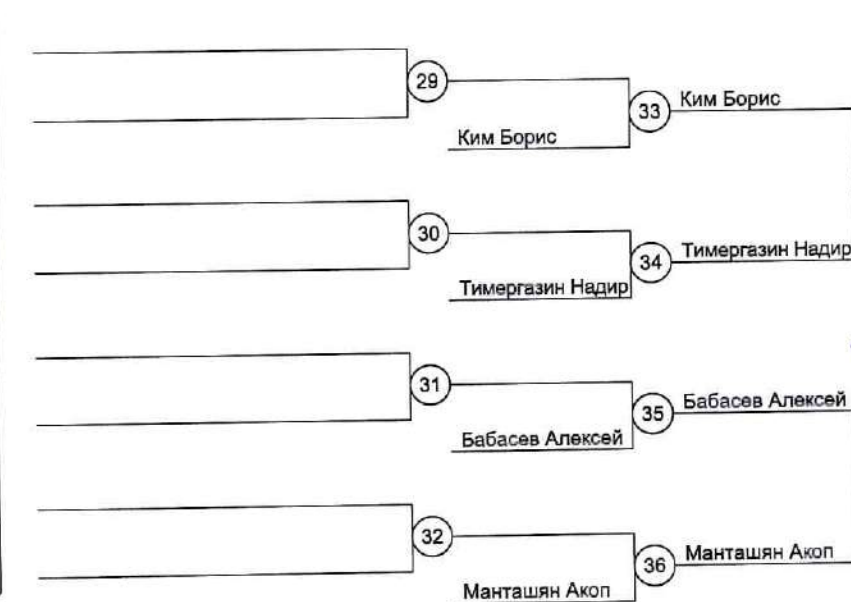 29
33
Ким Борис
Ким Борис
30
34
Тимергазин Надир
Тимергазин Надир
31
35
Бабасев Алексей
Бабасев Алексей
32
36
Манташян Акоп
Манташян Акоп